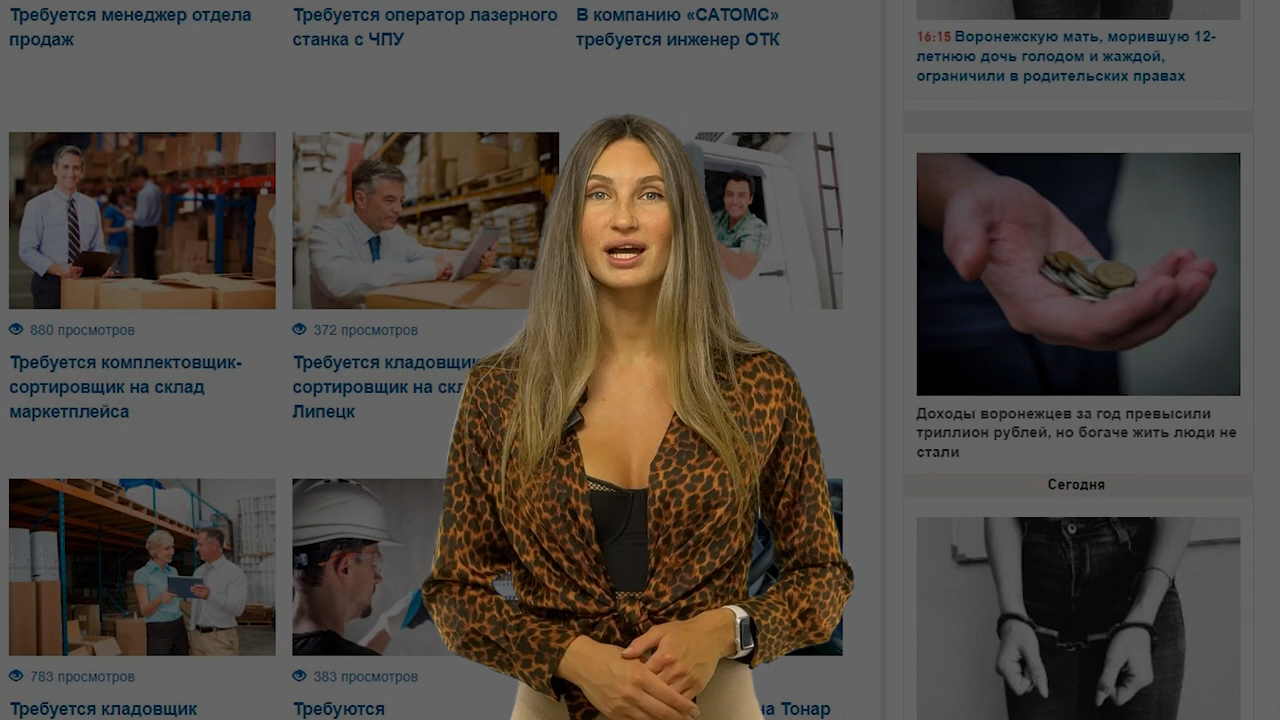 Требуется менеджер отдела
продаж
Требуется оператор лазерного
станка с ЧПУ
В компанию «САТОМС»
требуется инженер ОТК
880 просмотров
Требуется комплектовщик-
сортировщик на склад
маркетплейса
372 просмотров
Требуется
сортировщик на
Липецк
783 просмотров
Требуется кладовщик
383 просмотров
Требуются
на Тонар
16:15 Воронежскую мать, морившую 12-
летнюю дочь голодом и жаждой,
ограничили в родительских правах
Доходы воронежцев за год превысили
триллион рублей, но богаче жить люди не
стали
Сегодня